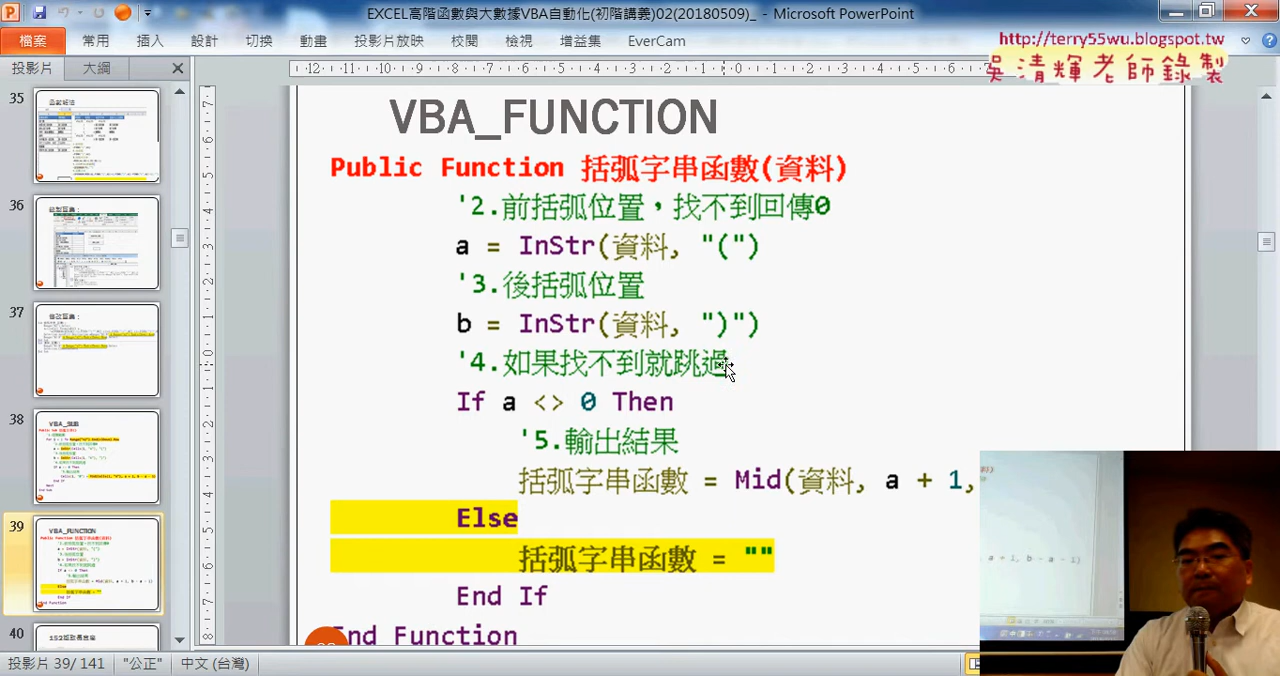 EXCEL高階函數與大數據VBA自動化(初階講義)02(20180509)_ - Microsoft PowerPoint
http://terry55wu.blogspot.tw
吳清輝老師錄製
檔案 常用 插入 設計 切換 動畫 投影片放映 校閱 檢視 增益集 EverCam
投影片 大綱
35
36
37
38
39
40
VBA_FUNCTION
Public Function 括弧字串函數(資料)
'2.前括弧位置，找不到回傳0
a = InStr(資料, "(")
'3.後括弧位置
b = InStr(資料, ")")
'4.如果找不到就跳過
If a <> 0 Then
'5.輸出結果
括弧字串函數 = Mid(資料, a + 1,
a + 1, b - a - 1)
Else
括弧字串函數 = ""
End If
End Function
投影片 39/141 "公正" 中文 (台灣)